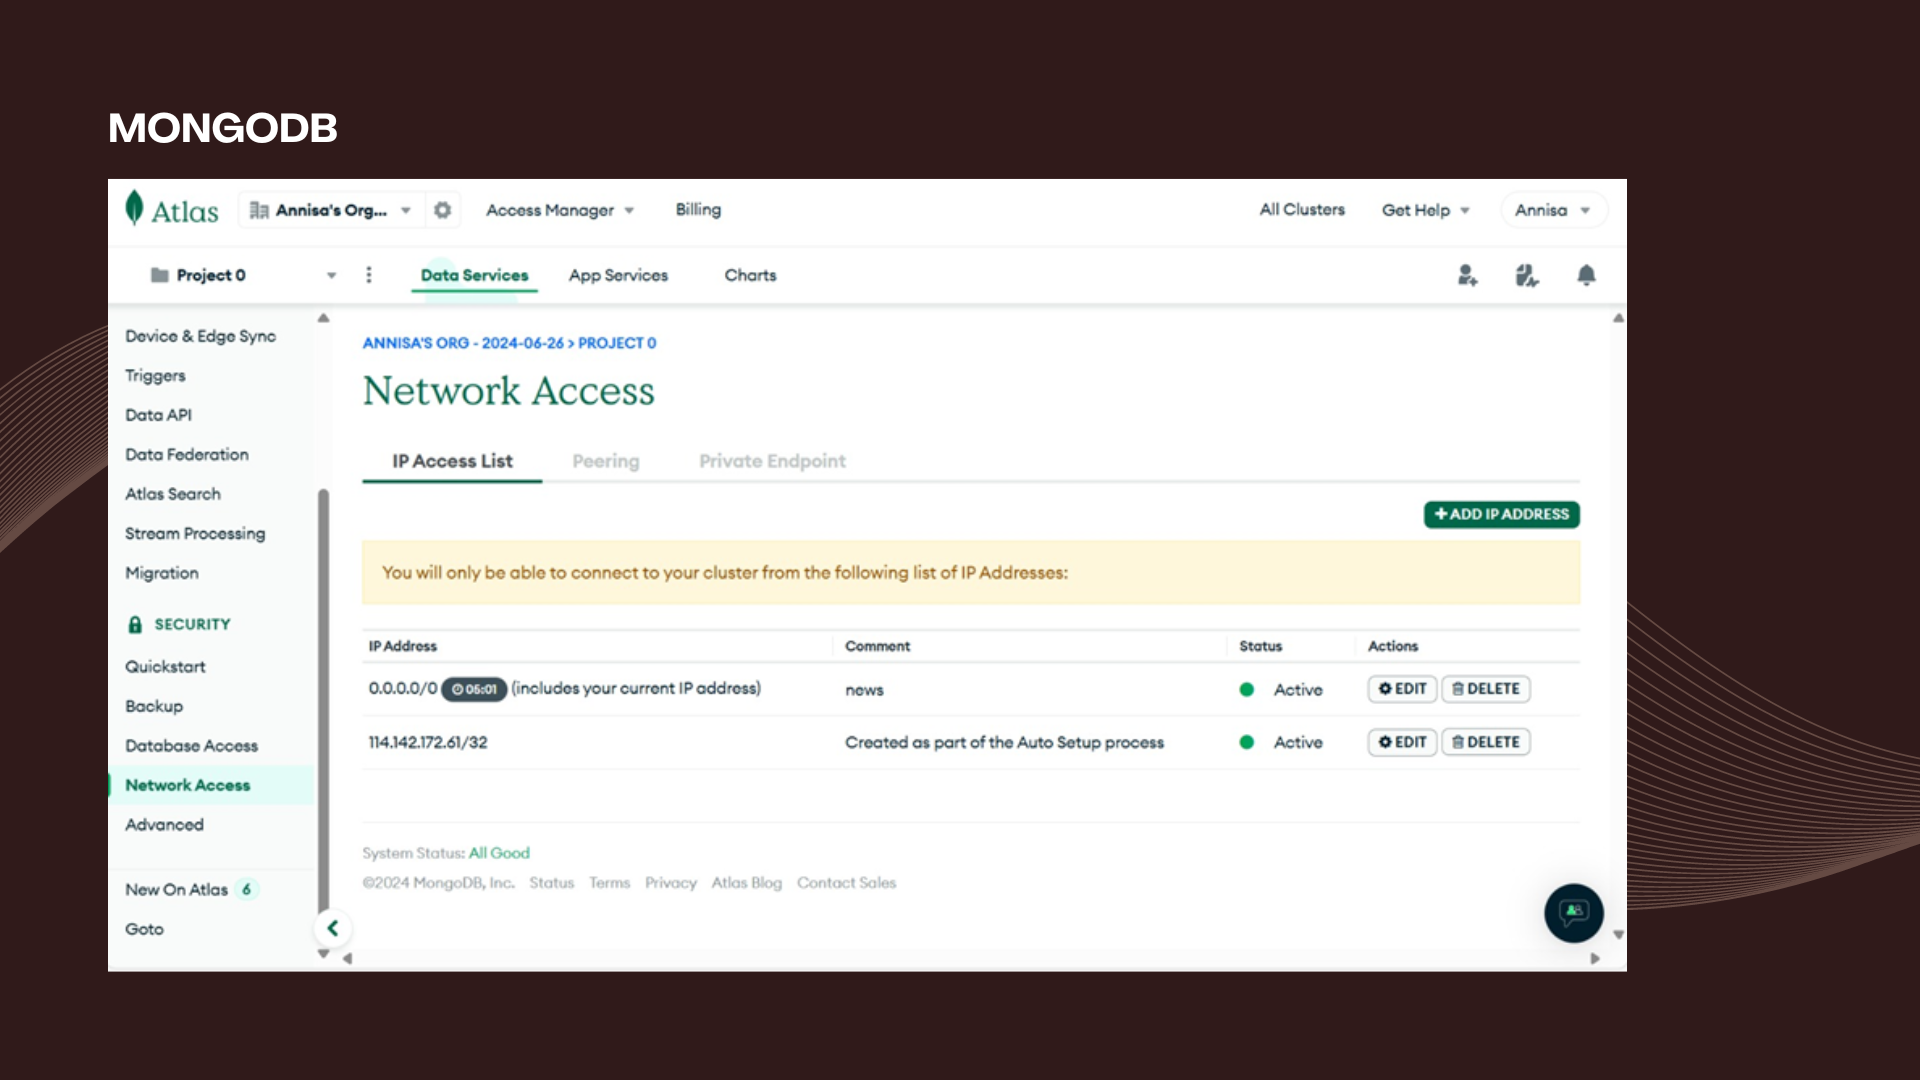 MONGODB
Atlas Annisa's Org... Access Manager Billing All Clusters Get Help Annisa
Project 0 Data Services App Services Charts
Device & Edge Sync
Triggers
Data API
Data Federation
Atlas Search
Stream Processing
Migration
SECURITY
Quickstart
Backup
Database Access
Network Access
Advanced
New On Atlas 6
Goto
ANNISA'S ORG - 2024-06-26 > PROJECT 0
Network Access
IP Access List Peering Private Endpoint
+ ADD IP ADDRESS
You will only be able to connect to your cluster from the following list of IP Addresses:
IP Address Comment Status Actions
0.0.0.0/0 05:01 (includes your current IP address) news Active EDIT DELETE
114.142.172.61/32 Created as part of the Auto Setup process Active EDIT DELETE
System Status: All Good
©2024 MongoDB, Inc. Status Terms Privacy Atlas Blog Contact Sales